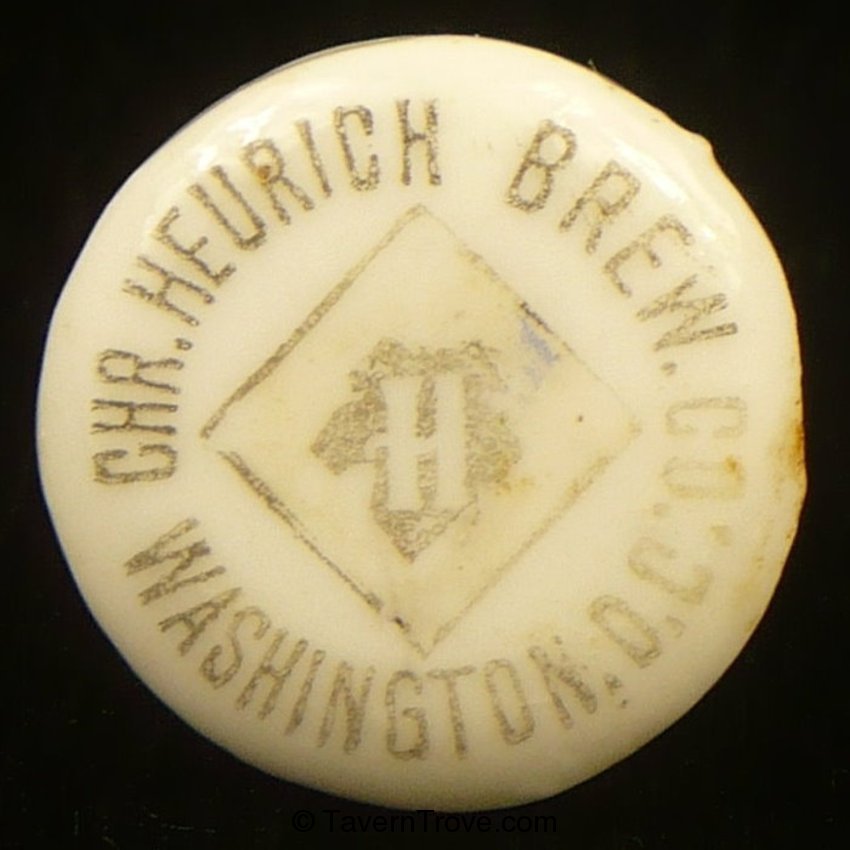 CHR. HEURICH BREW. CO.
WASHINGTON, D.C.
H
© TavernTrove.com